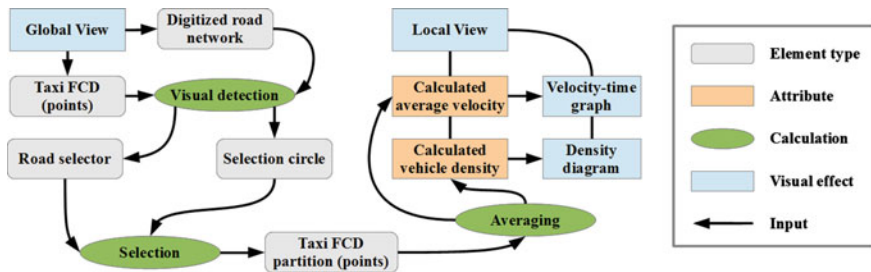 Global View
Digitized road
network
Taxi FCD
(points)
Visual detection
Road selector
Selection circle
Selection
Taxi FCD
partition (points)
Local View
Calculated
average velocity
Velocity-time
graph
Calculated
vehicle density
Density
diagram
Averaging
Element type
Attribute
Calculation
Visual effect
Input